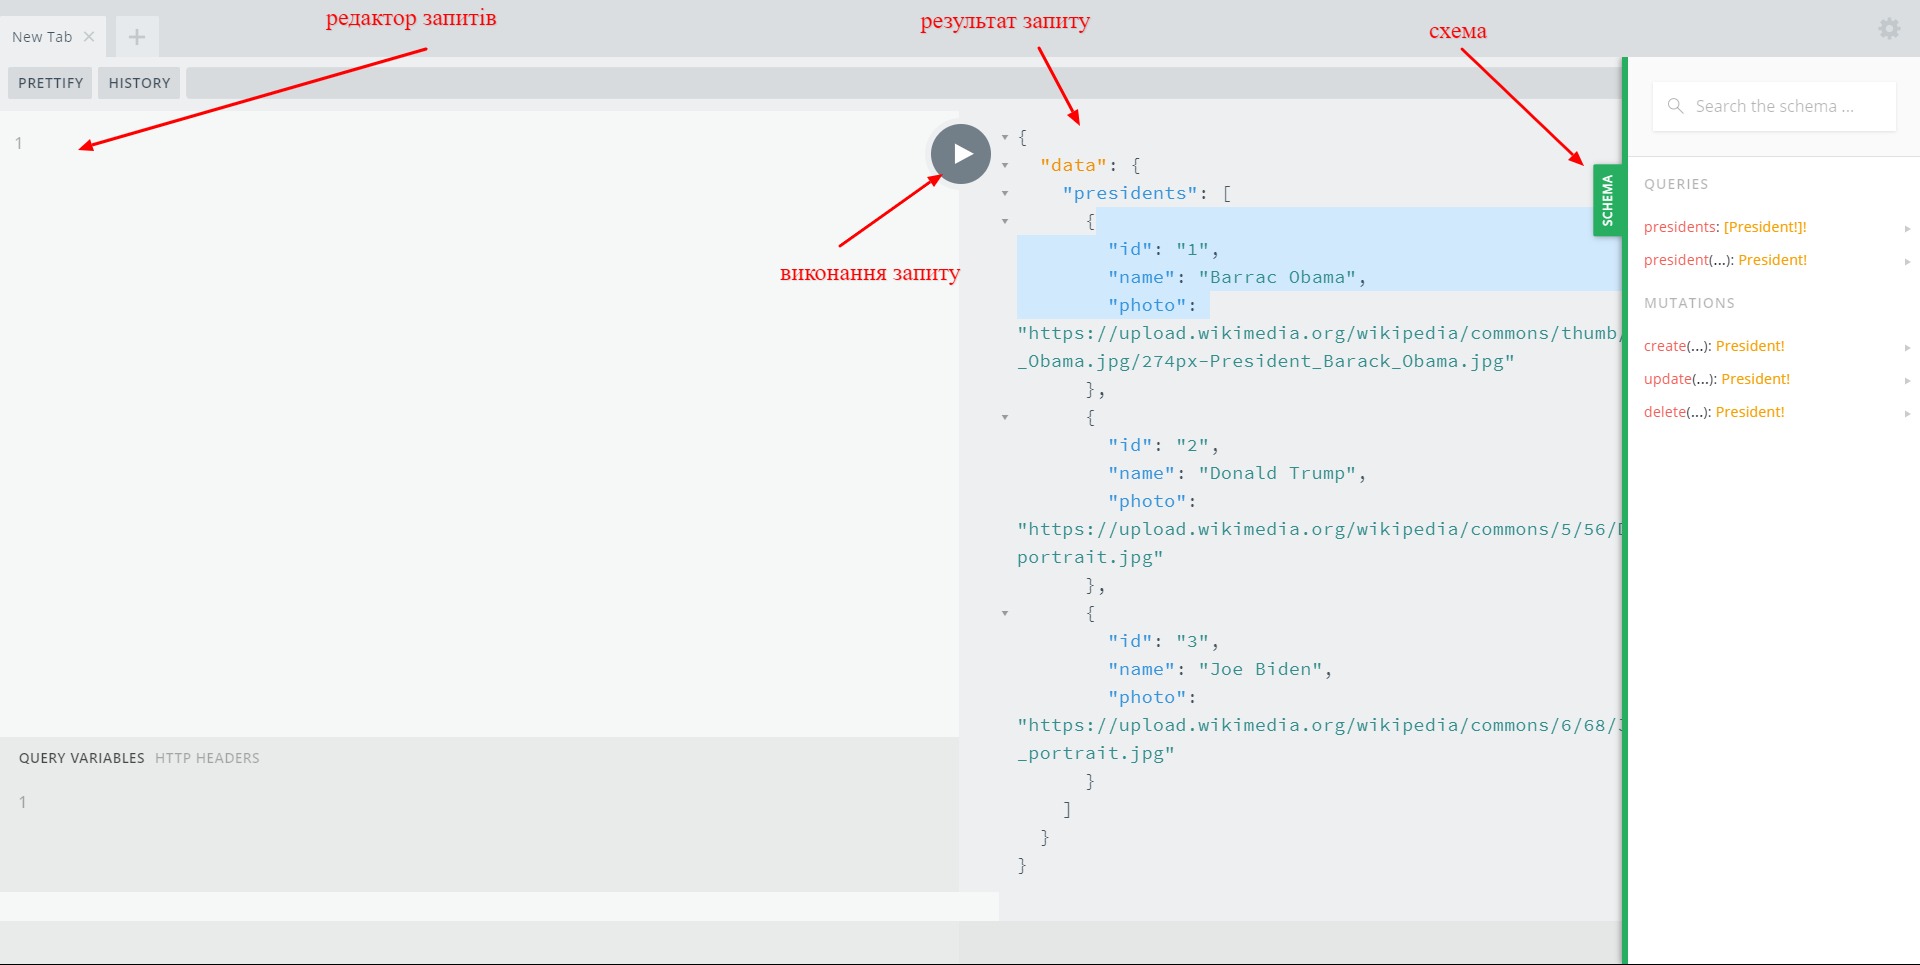 редактор запитів
результат запиту
схема
New Tab
PRETTIFY HISTORY
1
виконання запиту
{
"data": {
"presidents": [
{
"id": "1",
"name": "Barrac Obama",
"photo":
"https://upload.wikimedia.org/wikipedia/commons/thumb/
_Obama.jpg/274px-President_Barack_Obama.jpg"
},
{
"id": "2",
"name": "Donald Trump",
"photo":
"https://upload.wikimedia.org/wikipedia/commons/5/56/
portrait.jpg"
},
{
"id": "3",
"name": "Joe Biden",
"photo":
"https://upload.wikimedia.org/wikipedia/commons/6/68/
_portrait.jpg"
}
]
}
}
QUERY VARIABLES HTTP HEADERS
1
SCHEMA
Search the schema ...
QUERIES
presidents: [President!]!
president(...): President!
MUTATIONS
create(...): President!
update(...): President!
delete(...): President!